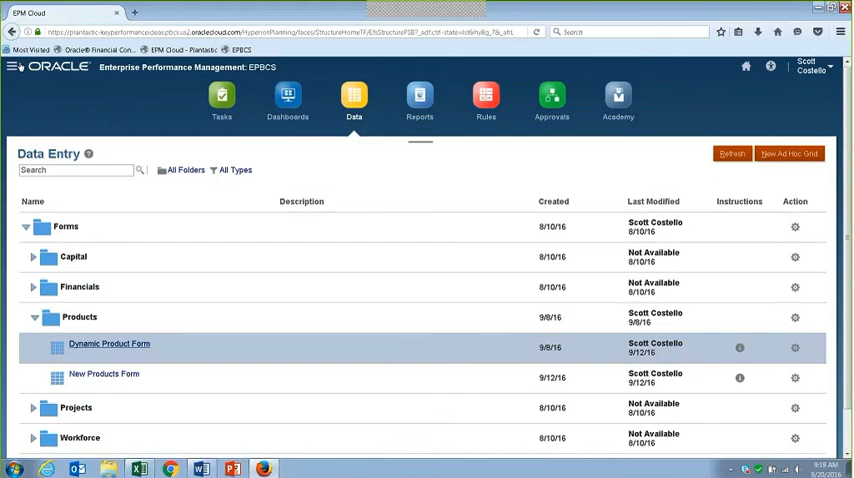 EPM Cloud
https://plantastic-keyperformanceideas.pbcs.us2.oraclecloud.com/HyperionPlanning/faces/
Search
Most Visited Oracle® Financial Con... EPM Cloud - Plantastic EPBCS
ORACLE Enterprise Performance Management: EPBCS
Scott Costello
Tasks Dashboards Data Reports Rules Approvals Academy
Data Entry
Refresh New Ad Hoc Grid
Search All Folders All Types
Name Description Created Last Modified Instructions Action
Forms 8/10/16 Scott Costello 8/10/16
Capital 8/10/16 Not Available 8/10/16
Financials 8/10/16 Not Available 8/10/16
Products 9/8/16 Scott Costello 9/8/16
Dynamic Product Form 9/8/16 Scott Costello 9/12/16
New Products Form 9/12/16 Scott Costello 9/12/16
Projects 8/10/16 Not Available 8/10/16
Workforce 8/10/16 Not Available 8/10/16
9:19 AM
9/20/2016